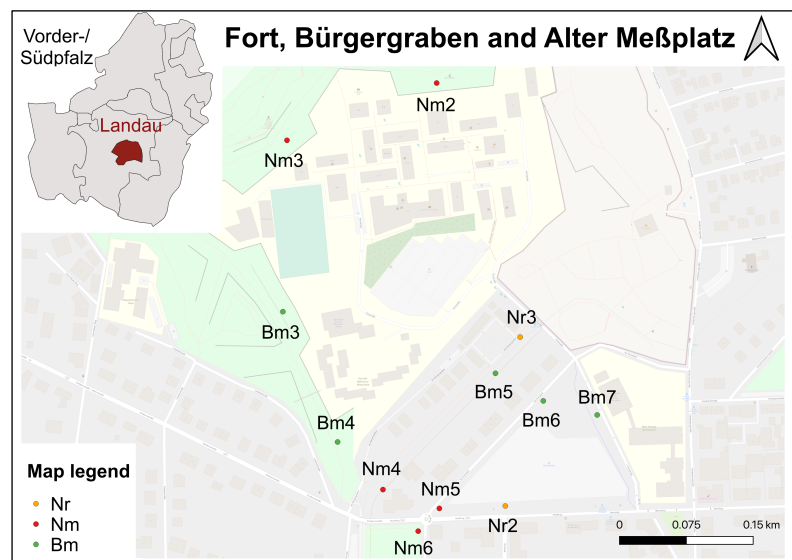 Vorder-/
Südpfalz
Fort, Bürgergraben and Alter Meßplatz
Landau
Nm2
Nm3
Bm3
Nr3
Bm5
Bm7
Bm6
Bm4
Nm4
Nm5
Nr2
Nm6
Map legend
Nr
Nm
Bm
0 0.075 0.15 km